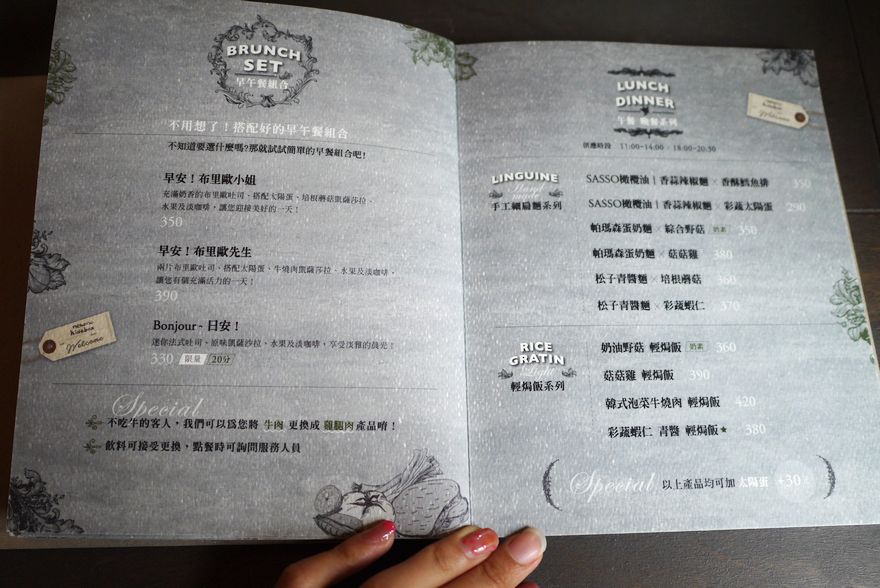 BRUNCH
SET
早午餐組合
不用想了！搭配好的早午餐組合
不知道要選什麼嗎?那就試試簡單的早餐組合吧!
早安！布里歐小姐
充滿奶香的布里歐吐司、搭配太陽蛋、培根蘑菇凱薩莎拉、
水果及淡咖啡，讓您迎接美好的一天！
350
早安！布里歐先生
兩片布里歐吐司、搭配太陽蛋、牛燒肉凱薩莎拉、水果及淡咖啡、
讓您有個充滿活力的一天！
390
Bonjour ~ 日安！
迷你法式吐司、原味凱薩沙拉，水果及淡咖啡，享受淡雅的晨光！
330 限量 20分
Welcome
Special
不吃牛的客人，我們可以為您將 牛肉 更換成 雞腿肉 產品唷！
飲料可接受更換，點餐時可詢問服務人員
LUNCH
DINNER
午餐 晚餐系列
供應時段 11:00-14:00 / 18:00-20:30
Welcome
LINGUINE
Hand
made
手工細扁麵系列
SASSO橄欖油 | 香蒜辣椒麵 × 香酥鱈魚排 350
SASSO橄欖油 | 香蒜辣椒麵 × 彩蔬太陽蛋 290
帕瑪森蛋奶麵 × 綜合野菇 奶素 350
帕瑪森蛋奶麵 × 菇菇雞 380
松子青醬麵 × 培根蘑菇 360
松子青醬麵 × 彩蔬蝦仁 370
RICE
GRATIN
Light
輕焗飯系列
奶油野菇 輕焗飯 奶素 360
菇菇雞 輕焗飯 390
韓式泡菜牛燒肉 輕焗飯 420
彩蔬蝦仁 青醬 輕焗飯★ 380
Special 以上產品均可加 太陽蛋 +30